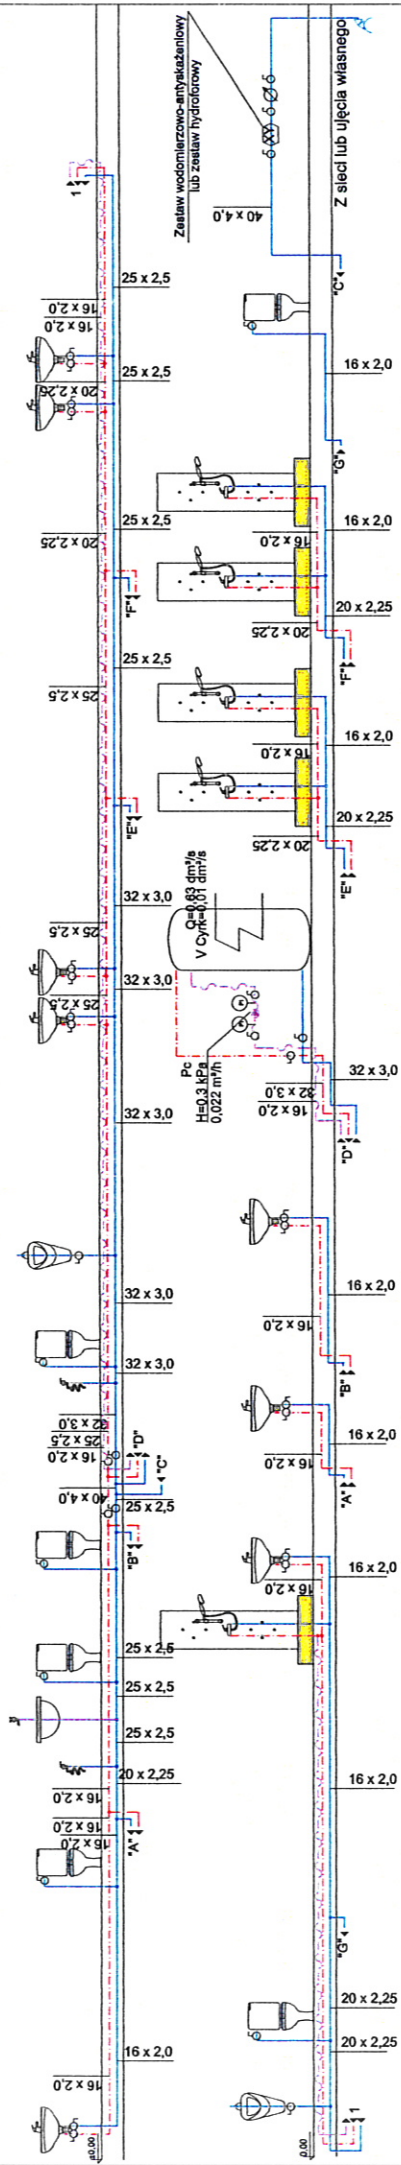 Zestaw wodomierzowo-antyskażeniowy
lub zestaw hydroforowy
Z sieci lub ujęcia własnego
40 x 4,0
"C"
1
25 x 2,5
16 x 2,0
16 x 2,0
25 x 2,5
20 x 2,25
25 x 2,5
20 x 2,25
"F"
25 x 2,5
25 x 2,5
"E"
32 x 3,0
25 x 2,5
32 x 3,0
25 x 2,5
32 x 3,0
32 x 3,0
32 x 3,0
32 x 3,0
25 x 2,5
16 x 2,0
"D"
"C"
40 x 4,0
25 x 2,5
"B"
25 x 2,5
25 x 2,5
25 x 2,5
20 x 2,25
16 x 2,0
16 x 2,0
16 x 2,0
"A"
16 x 2,0
16 x 2,0
±0.00
16 x 2,0
"G"
16 x 2,0
16 x 2,0
20 x 2,25
20 x 2,25
"F"
16 x 2,0
16 x 2,0
20 x 2,25
20 x 2,25
"E"
Q=0,63 dm³/s
V Cyrk=0,01 dm³/s
Pc
H=0,3 kPa
0,022 m³/h
32 x 3,0
32 x 3,0
16 x 2,0
"D"
16 x 2,0
16 x 2,0
"B"
16 x 2,0
16 x 2,0
"A"
16 x 2,0
16 x 2,0
16 x 2,0
"G"
20 x 2,25
20 x 2,25
1
0.00